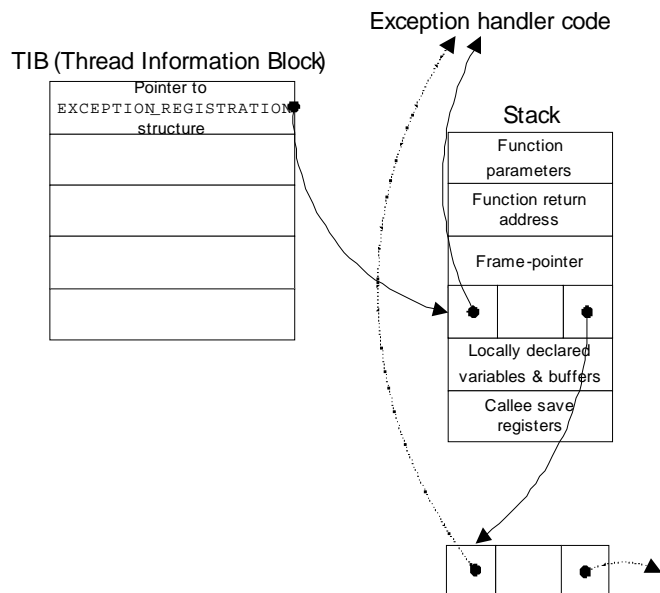 Exception handler code
TIB (Thread Information Block)
Pointer to
EXCEPTION_REGISTRATION
structure
Stack
Function
parameters
Function return
address
Frame-pointer
Locally declared
variables & buffers
Callee save
registers